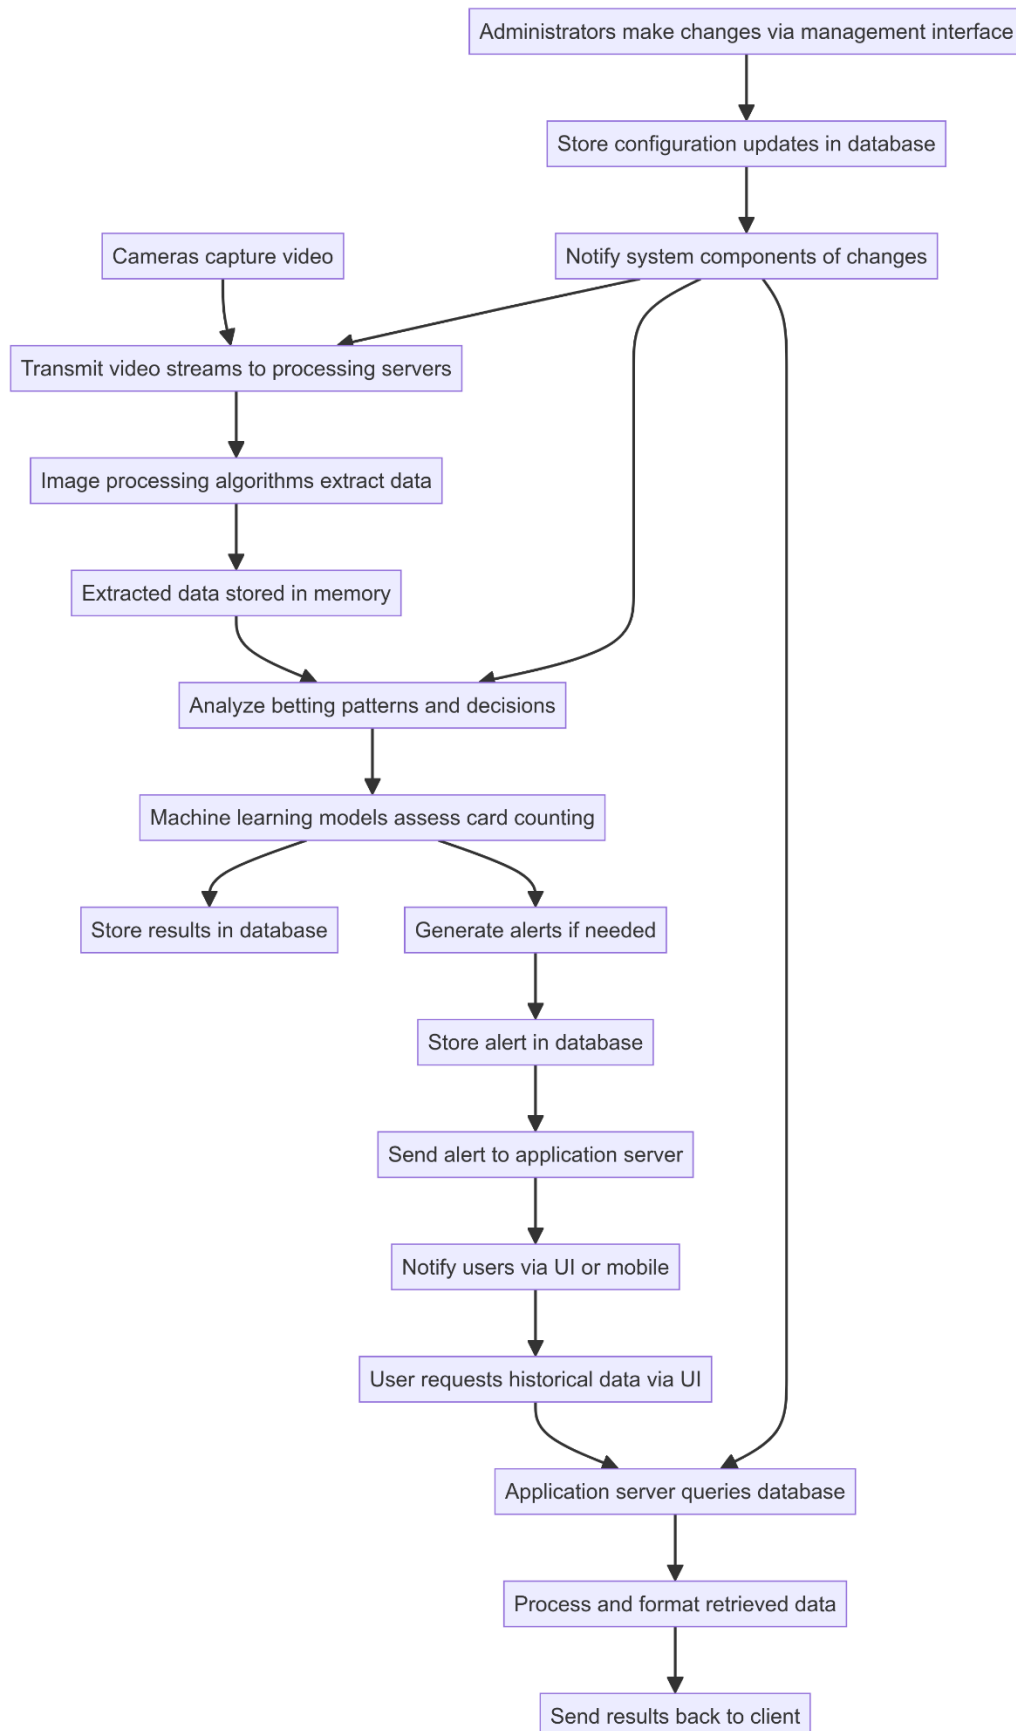 Administrators make changes via management interface
Store configuration updates in database
Cameras capture video
Notify system components of changes
Transmit video streams to processing servers
Image processing algorithms extract data
Extracted data stored in memory
Analyze betting patterns and decisions
Machine learning models assess card counting
Store results in database
Generate alerts if needed
Store alert in database
Send alert to application server
Notify users via UI or mobile
User requests historical data via UI
Application server queries database
Process and format retrieved data
Send results back to client